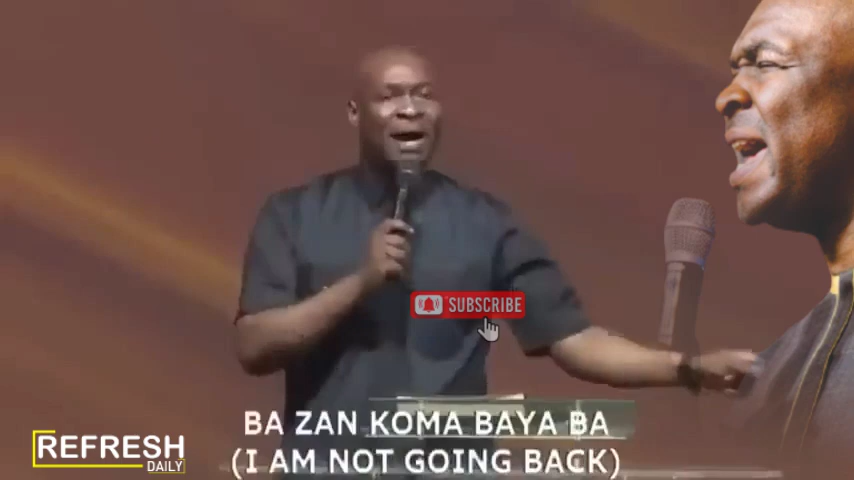 SUBSCRIBE
BA ZAN KOMA BAYA BA
(I AM NOT GOING BACK)
REFRESH
DAILY